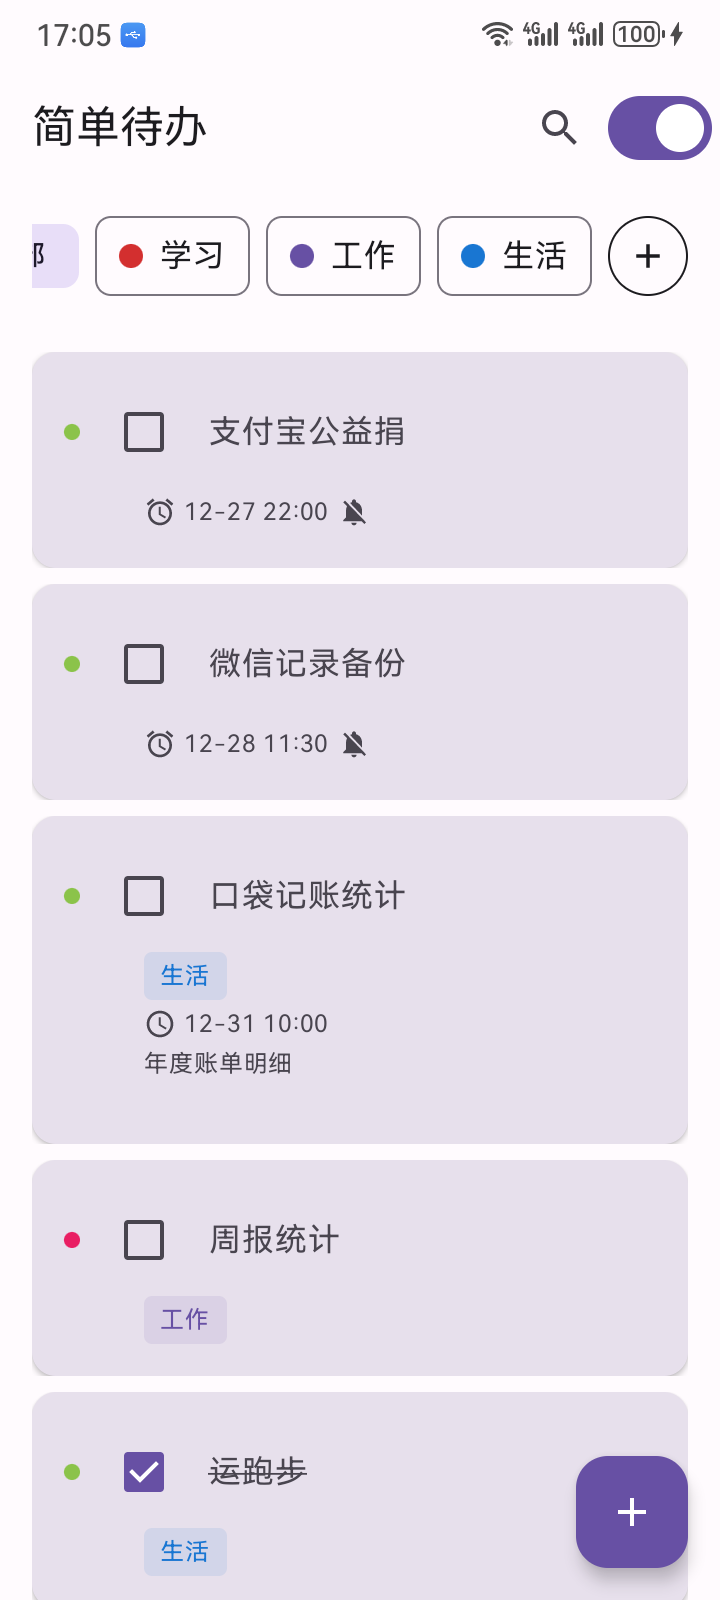 17:05
4G
4G
100
简单待办
学习
工作
生活
支付宝公益捐
12-27 22:00
微信记录备份
12-28 11:30
口袋记账统计
生活
12-31 10:00
年度账单明细
周报统计
工作
运跑步
生活